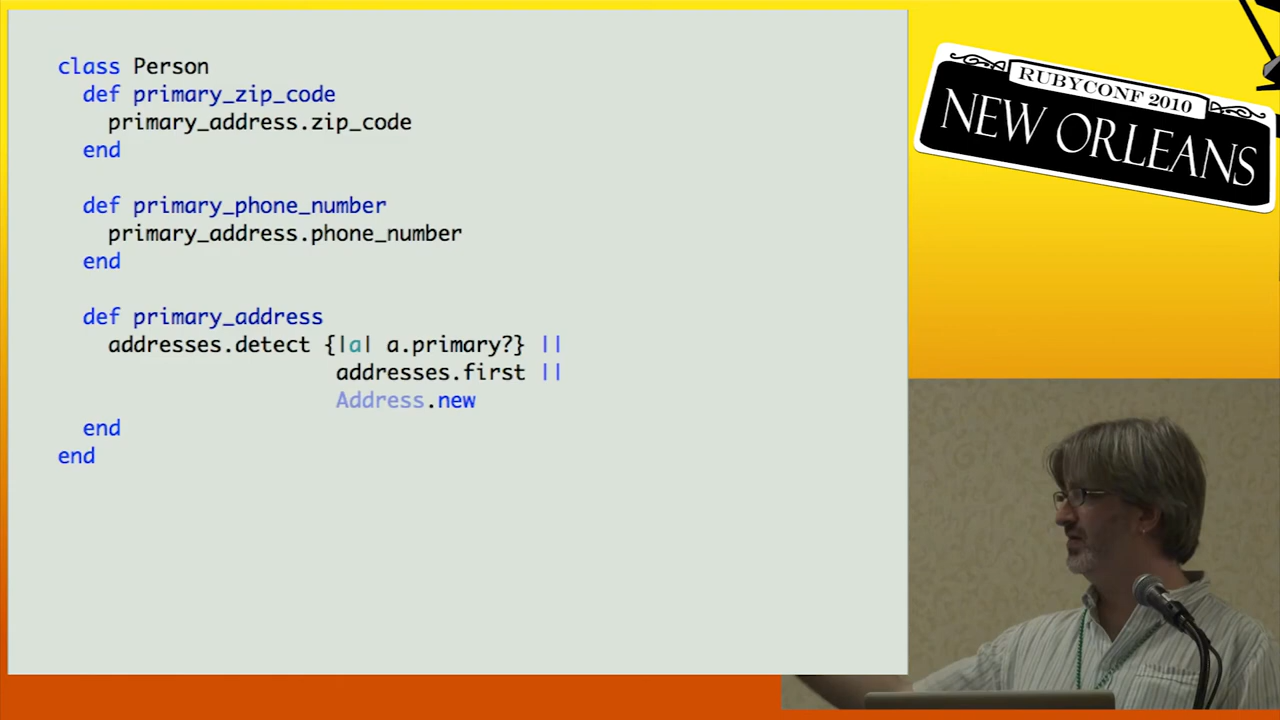 class Person
  def primary_zip_code
    primary_address.zip_code
  end

  def primary_phone_number
    primary_address.phone_number
  end

  def primary_address
    addresses.detect {|a| a.primary?} ||
                      addresses.first ||
                      Address.new
  end
end
RUBYCONF 2010
NEW ORLEANS